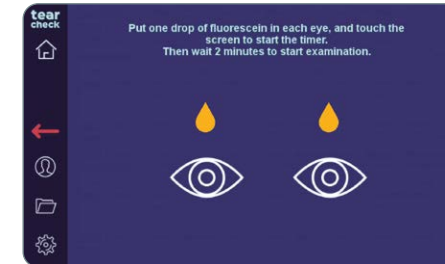 tear
check
Put one drop of fluorescein in each eye, and touch the
screen to start the timer.
Then wait 2 minutes to start examination.